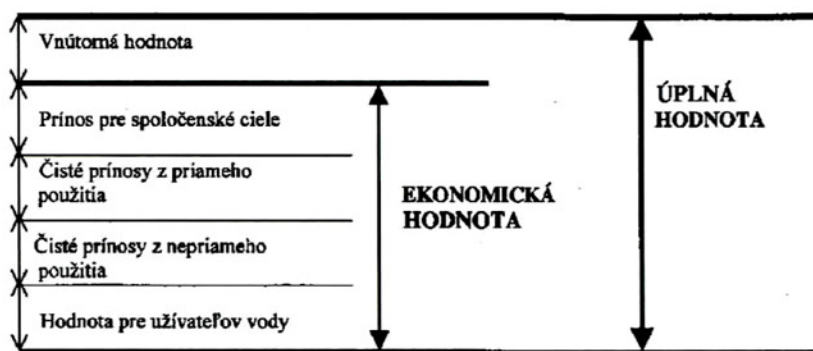 Vnútorná hodnota
Prínos pre spoločenské ciele
Čisté prínosy z priameho
použitia
Čisté prínosy z nepriameho
použitia
Hodnota pre užívateľov vody
EKONOMICKÁ
HODNOTA
ÚPLNÁ
HODNOTA